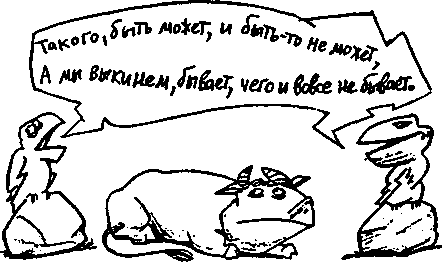 Такого, быть может, и быть-то не может,
А мы выкинем, бывает, чего и вовсе не бывает.